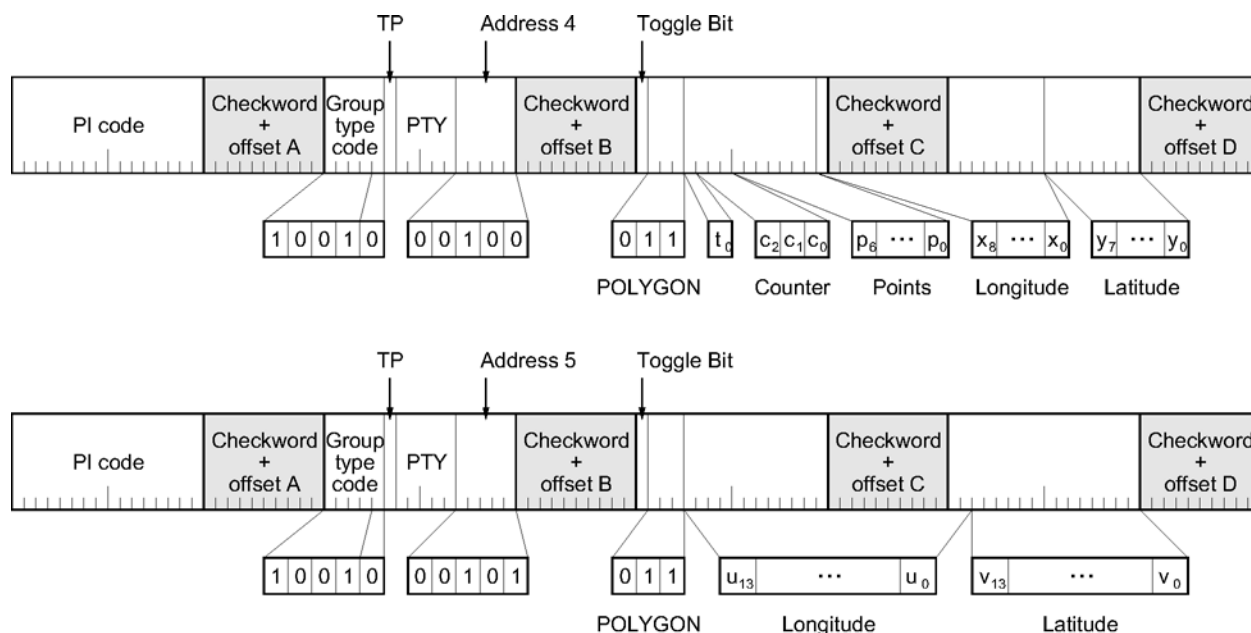 TP Address 4 Toggle Bit
PI code Checkword + offset A Group type code PTY Checkword + offset B Checkword + offset C Checkword + offset D
1 0 0 1 0 0 0 1 0 0 0 1 1 t0 c2 c1 c0 p6 ··· p0 x8 ··· x0 y7 ··· y0
POLYGON Counter Points Longitude Latitude
TP Address 5 Toggle Bit
PI code Checkword + offset A Group type code PTY Checkword + offset B Checkword + offset C Checkword + offset D
1 0 0 1 0 0 0 1 0 1 0 1 1 u13 ··· u0 v13 ··· v0
POLYGON Longitude Latitude